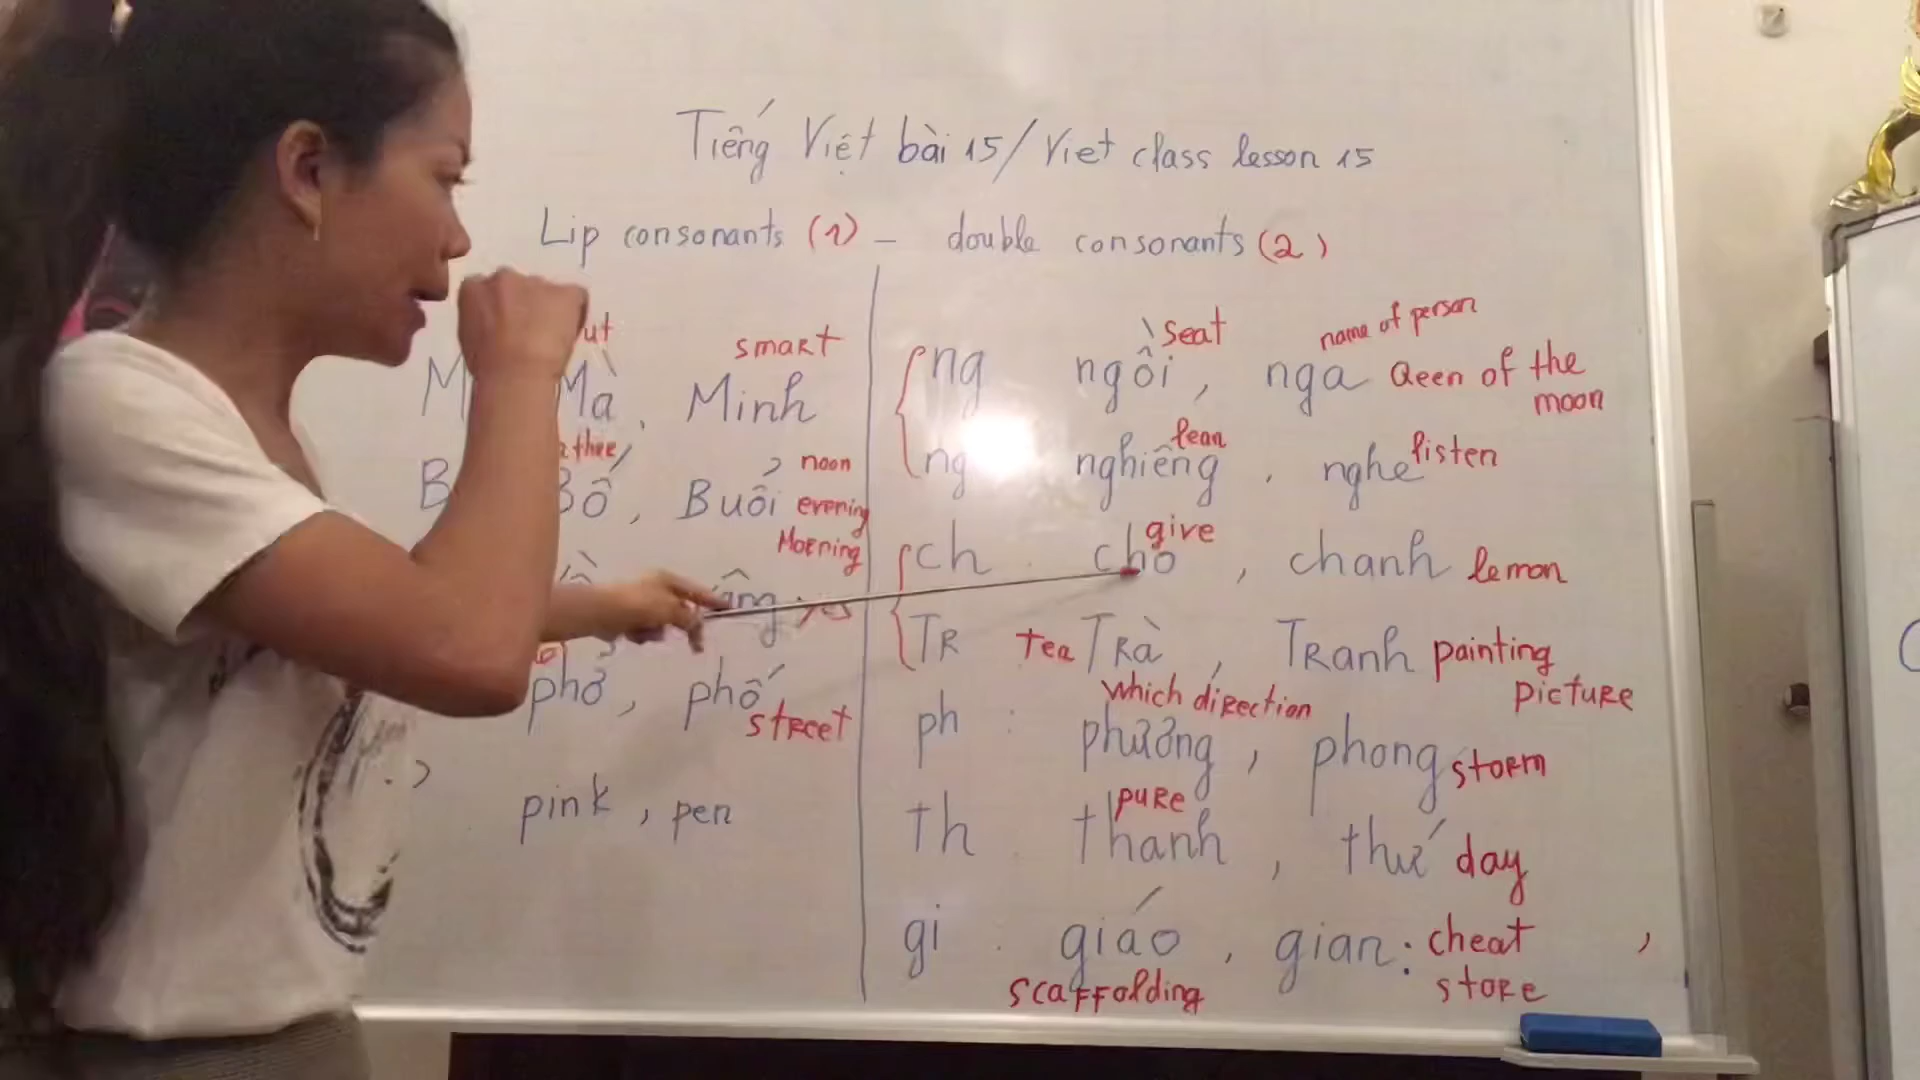 Tiếng Việt bài 15 / Viet class lesson 15
Lip consonants (1) - double consonants (2)
smart
Mà, Minh
noon
Bố, Buổi evening
Morning
phở, phố
street
pink, pen
seat name of person
ng ngồi, nga Qeen of the
moon
lean
ng nghiêng, nghe listen
give
ch cho, chanh lemon
TR Tea TRà, TRanh painting
picture
which direction
ph : phương, phong storm
pure
th thanh, thứ day
gi giáo, gian: cheat
scaffolding store